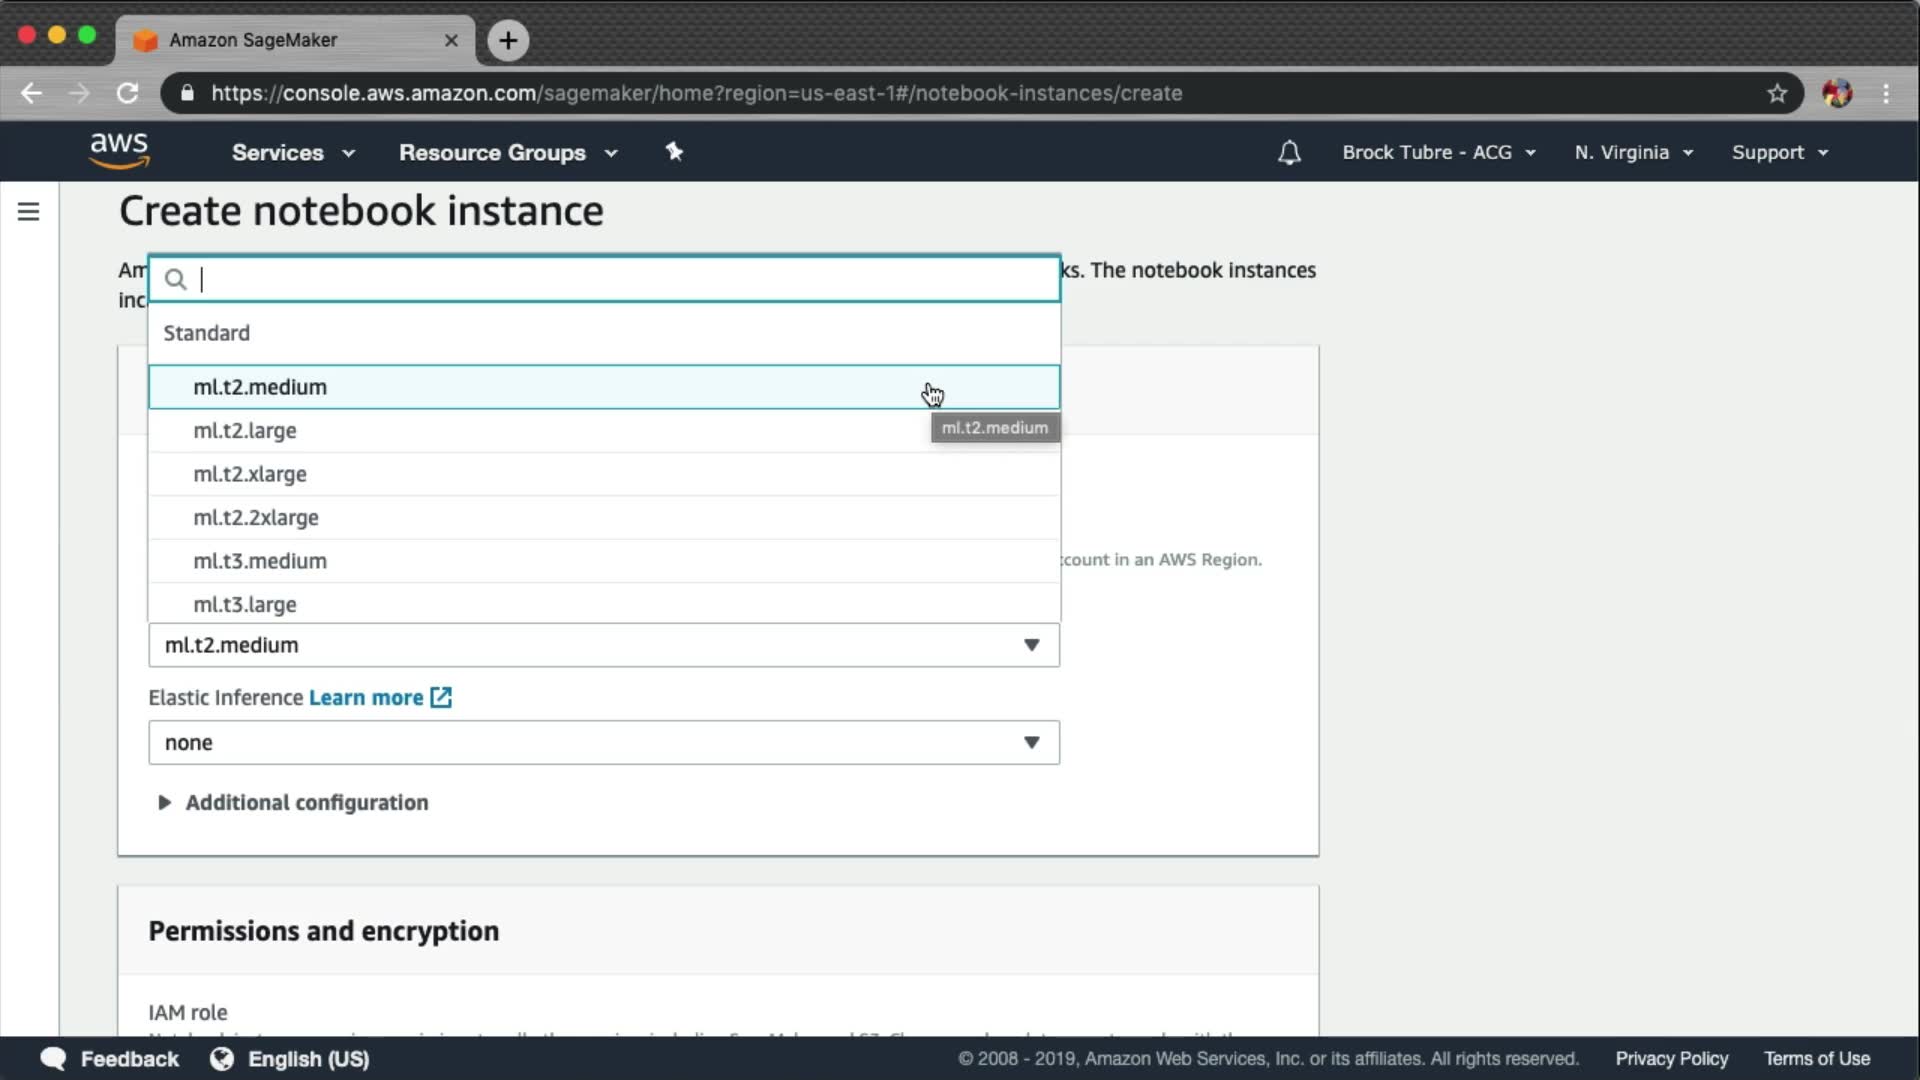 Amazon SageMaker
https://console.aws.amazon.com/sagemaker/home?region=us-east-1#/notebook-instances/create
aws
Services
Resource Groups
Brock Tubre - ACG
N. Virginia
Support
Create notebook instance
Am
ks. The notebook instances
inc
Standard
ml.t2.medium
ml.t2.medium
ml.t2.large
ml.t2.xlarge
ml.t2.2xlarge
ml.t3.medium
count in an AWS Region.
ml.t3.large
ml.t2.medium
Elastic Inference Learn more
none
Additional configuration
Permissions and encryption
IAM role
Feedback
English (US)
© 2008 - 2019, Amazon Web Services, Inc. or its affiliates. All rights reserved.
Privacy Policy
Terms of Use